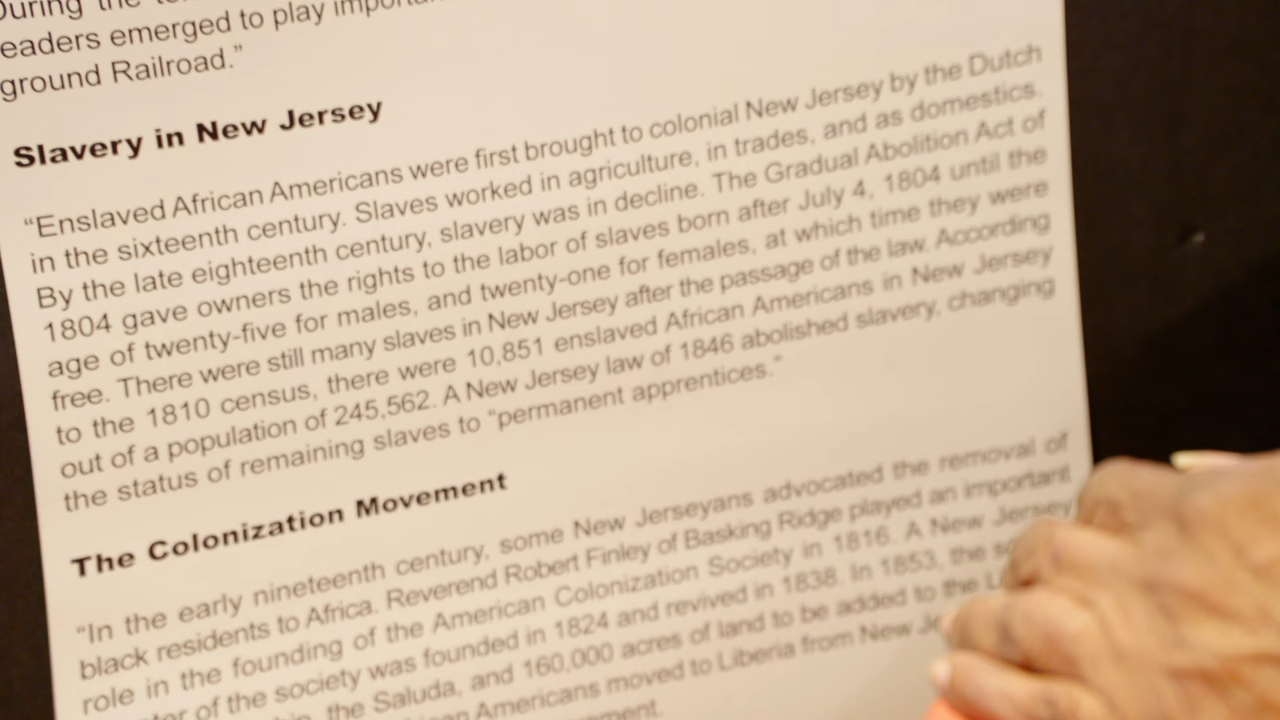 During the
eaders emerged to play
ground Railroad.”
Slavery in New Jersey
“Enslaved African Americans were first brought to colonial New Jersey by the Dutch
in the sixteenth century. Slaves worked in agriculture, in trades, and as domestics.
By the late eighteenth century, slavery was in decline. The Gradual Abolition Act of
1804 gave owners the rights to the labor of slaves born after July 4, 1804 until the
age of twenty-five for males, and twenty-one for females, at which time they were
free. There were still many slaves in New Jersey after the passage of the law. According
to the 1810 census, there were 10,851 enslaved African Americans in New Jersey
out of a population of 245,562. A New Jersey law of 1846 abolished slavery, changing
the status of remaining slaves to “permanent apprentices.”
The Colonization Movement
“In the early nineteenth century, some New Jerseyans advocated the removal of
black residents to Africa. Reverend Robert Finley of Basking Ridge played an important
role in the founding of the American Colonization Society in 1816. A New Jersey
of the society was founded in 1824 and revived in 1838. In 1853, the
the Saluda, and 160,000 acres of land to be added to the
Americans moved to Liberia from New